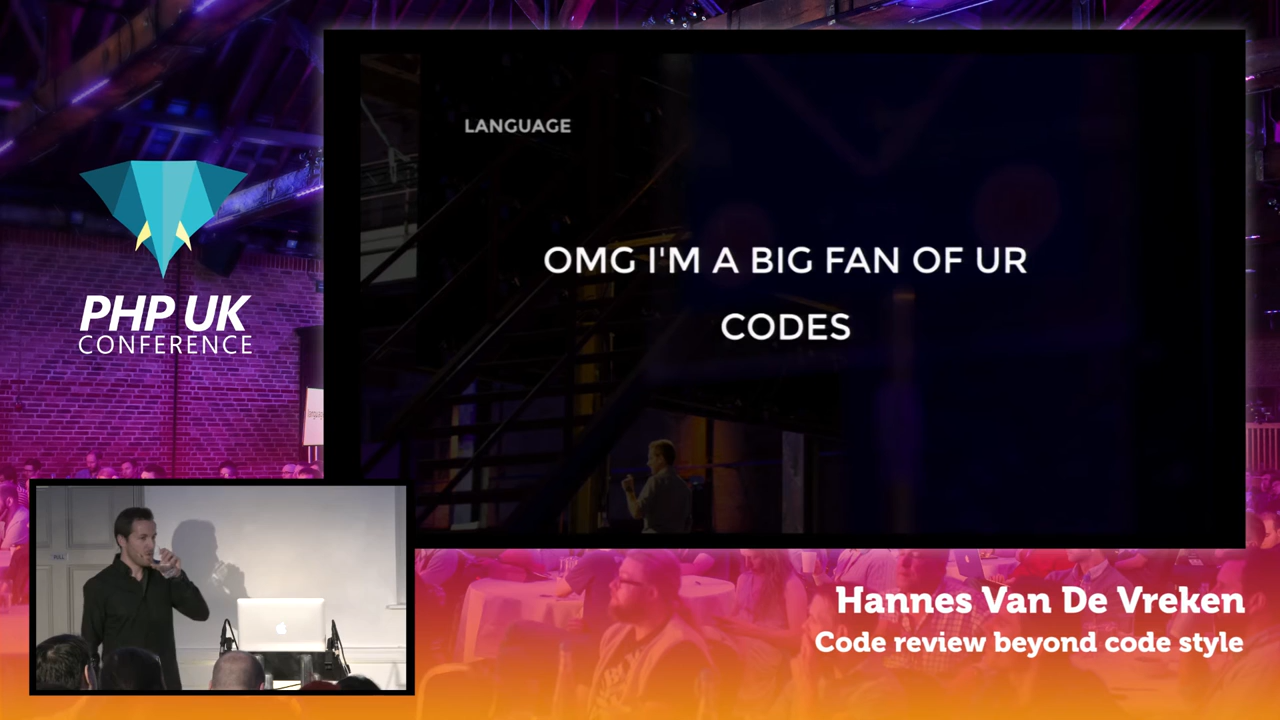 LANGUAGE
OMG I'M A BIG FAN OF UR
CODES
PHP UK
CONFERENCE
PULL
Hannes Van De Vreken
Code review beyond code style